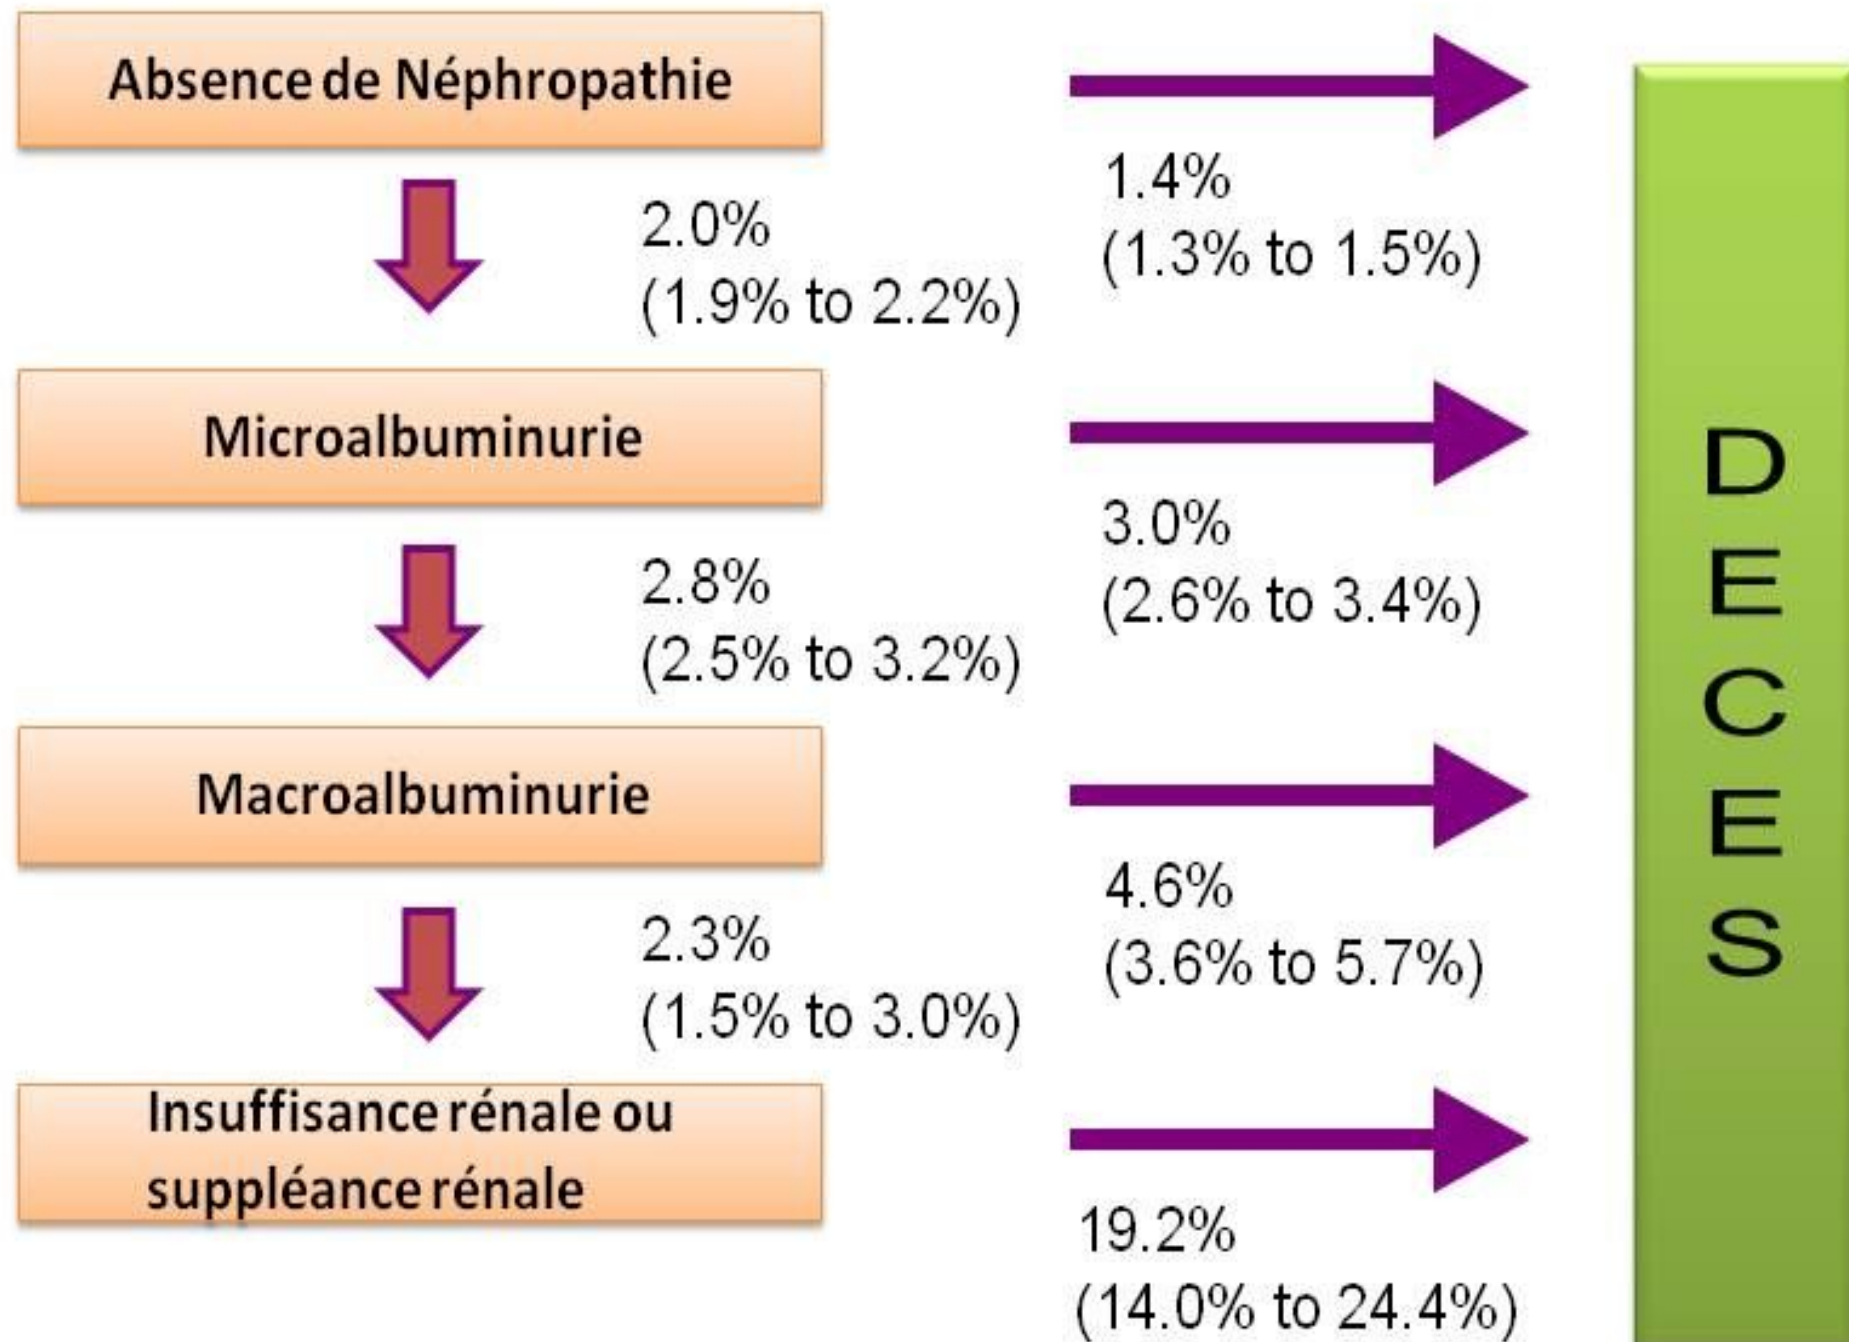 Absence de Néphropathie
1.4%
(1.3% to 1.5%)
2.0%
(1.9% to 2.2%)
Microalbuminurie
3.0%
(2.6% to 3.4%)
2.8%
(2.5% to 3.2%)
Macroalbuminurie
4.6%
(3.6% to 5.7%)
2.3%
(1.5% to 3.0%)
Insuffisance rénale ou
suppléance rénale
19.2%
(14.0% to 24.4%)
D
E
C
E
S